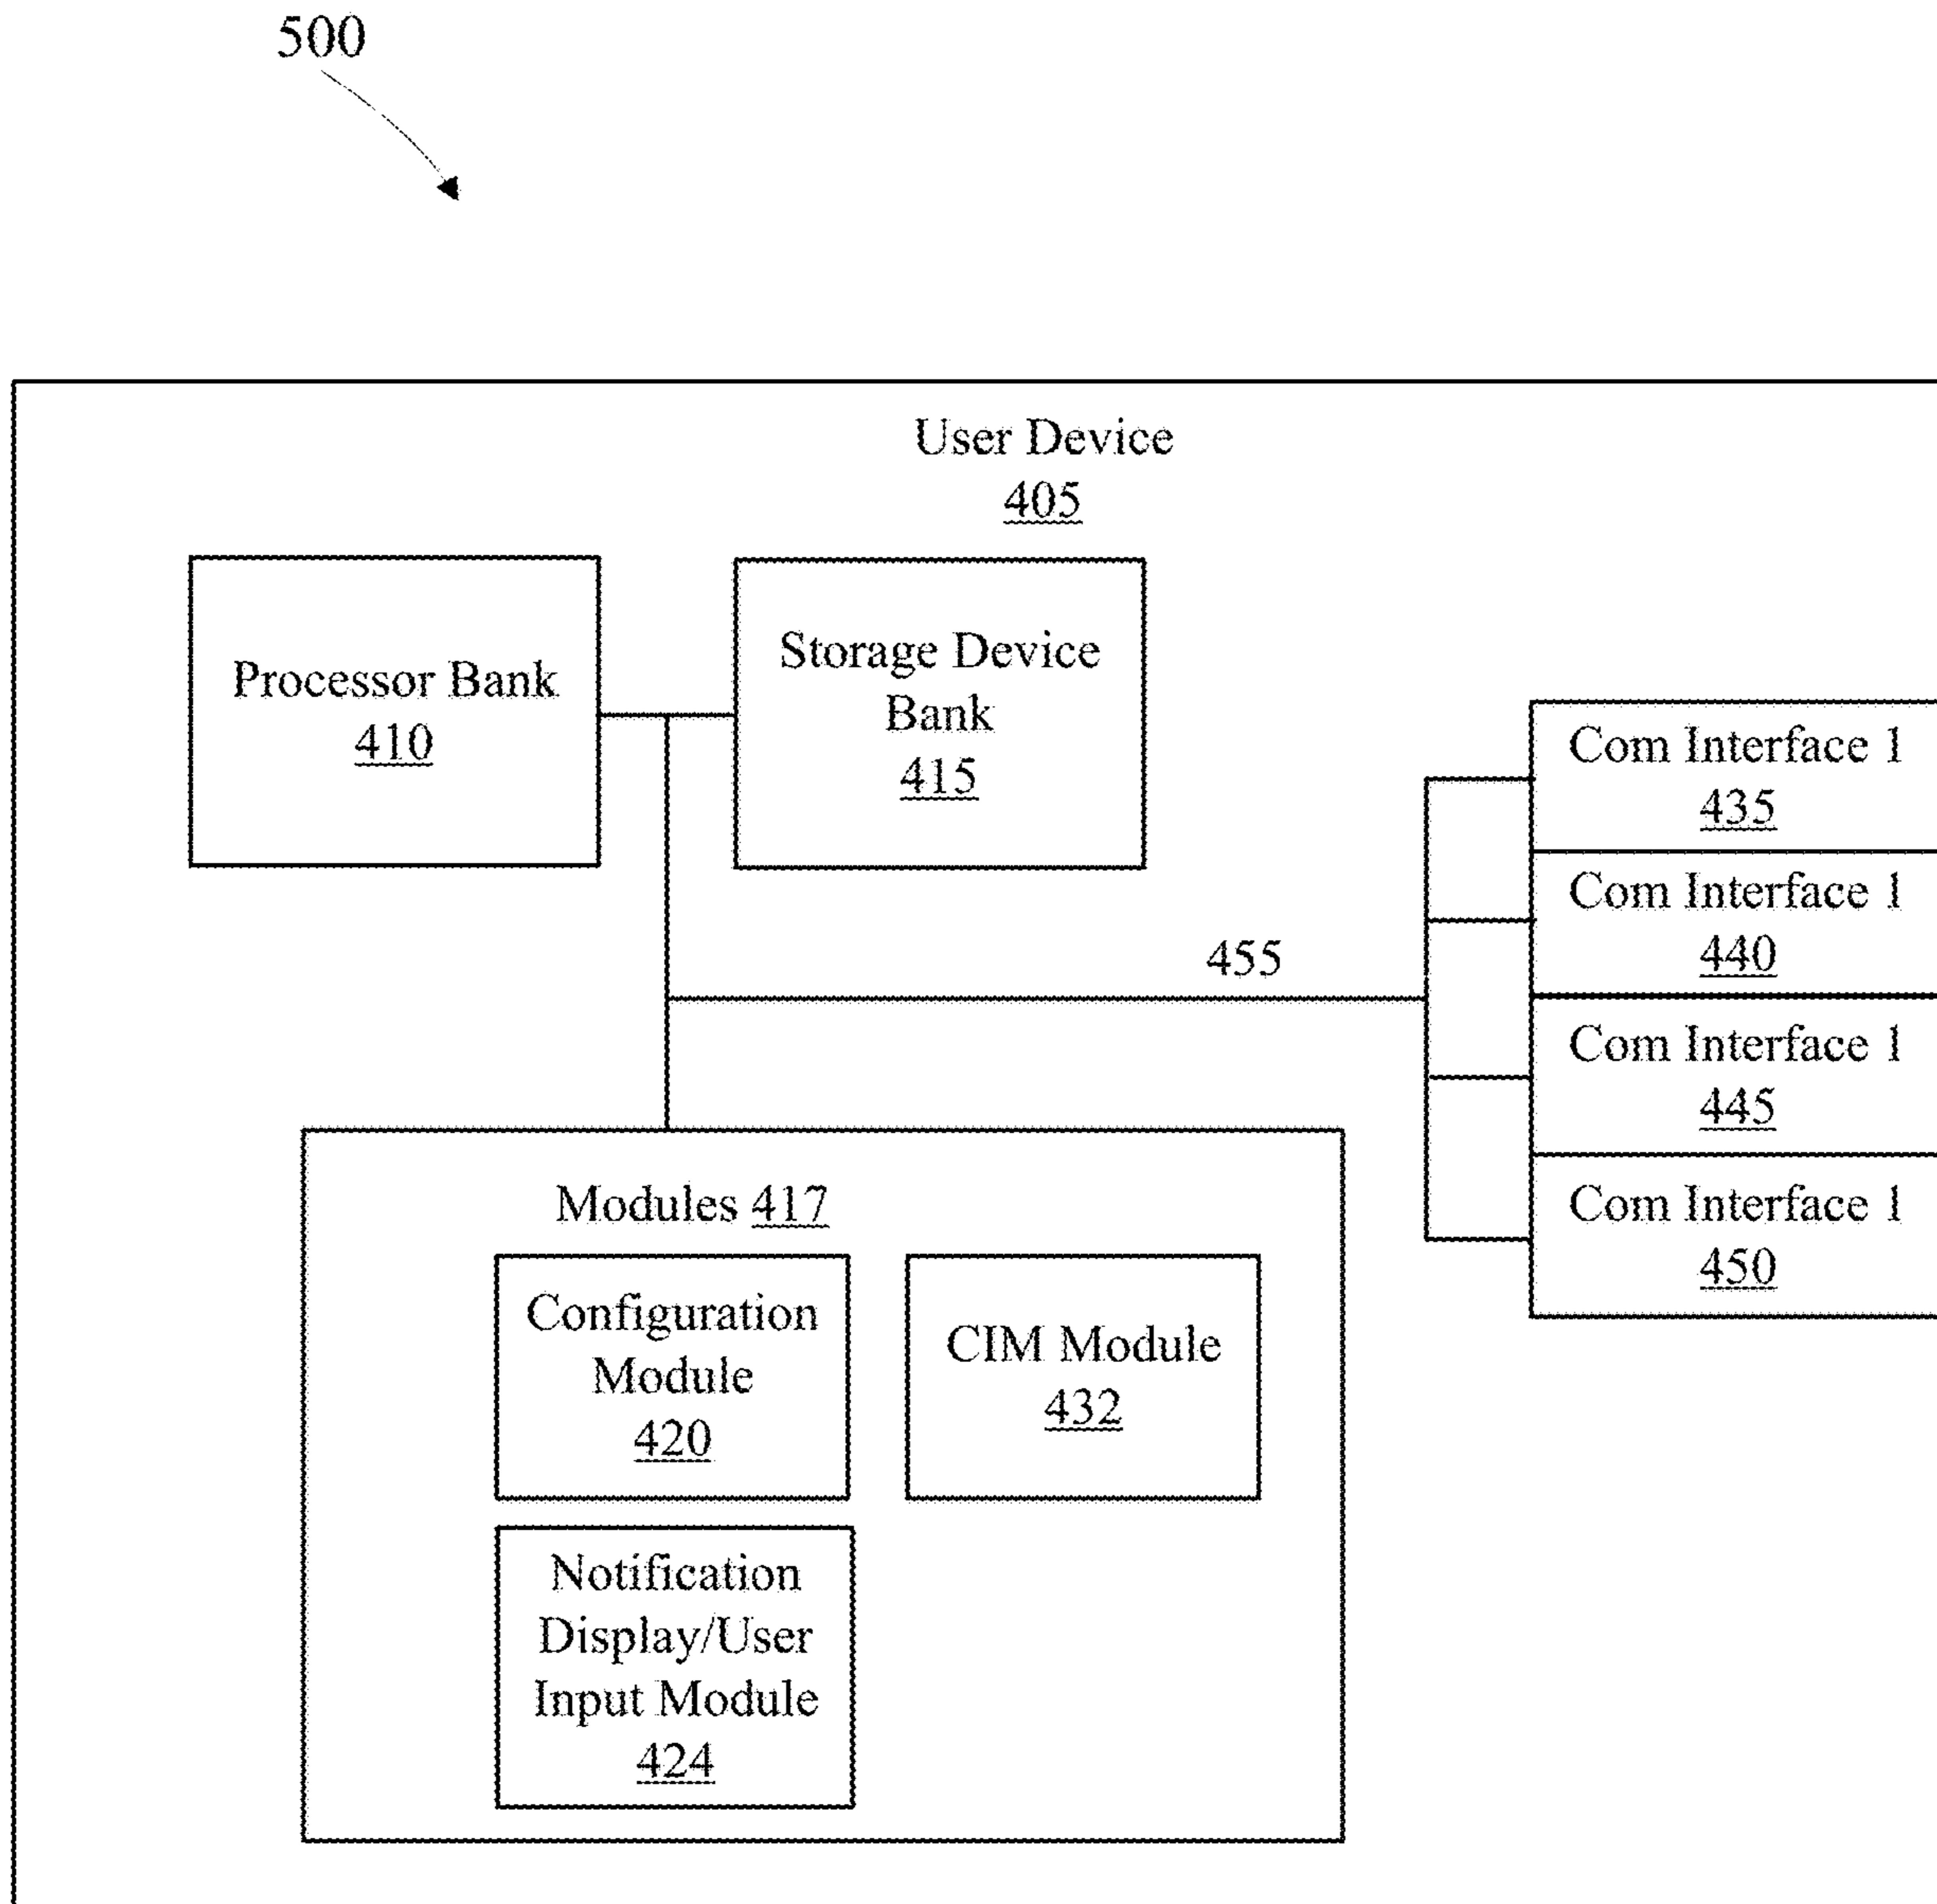 500
User Device
405
Processor Bank
410
Storage Device
Bank
415
Com Interface 1
435
Com Interface 1
440
455
Com Interface 1
445
Com Interface 1
450
Modules 417
Configuration
Module
420
CIM Module
432
Notification
Display/User
Input Module
424